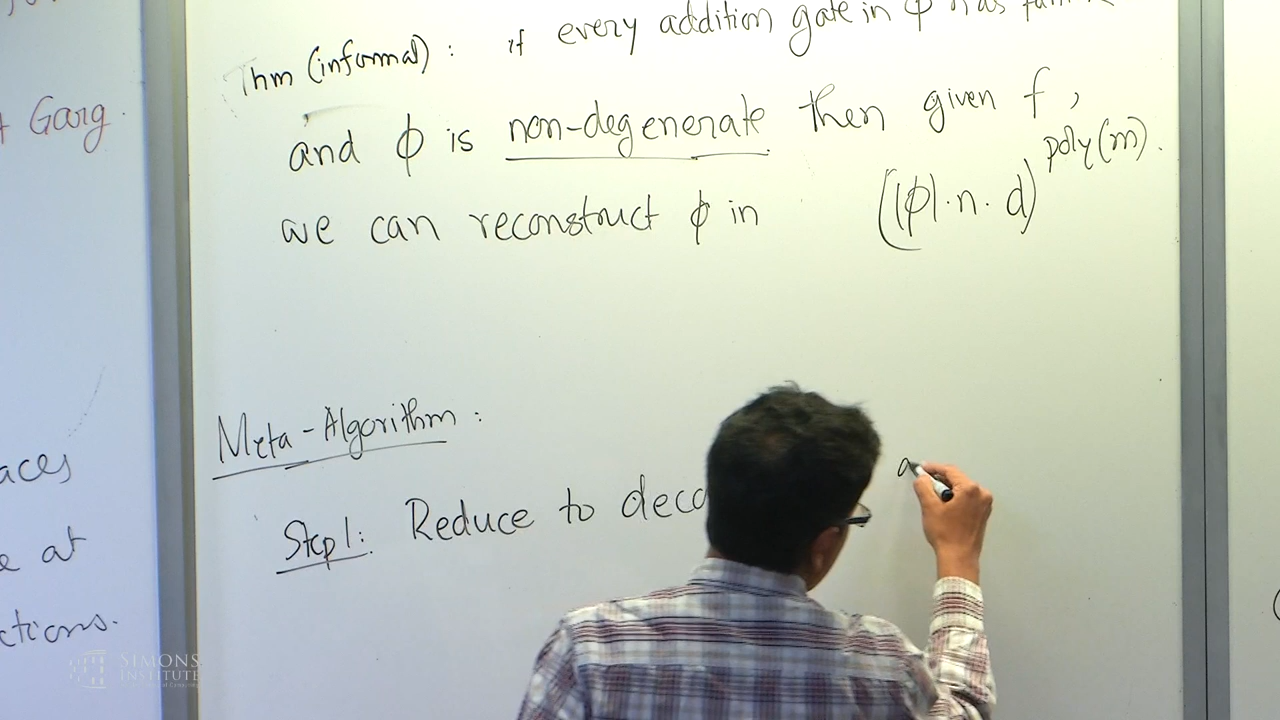 Garg.
aces
e at
ctions.
Thm (informal) : if every addition gate in ϕ has
and ϕ is non-degenerate then given f,
we can reconstruct ϕ in (|ϕ|·n·d)^poly(m).
Meta-Algorithm :
Step 1: Reduce to deco
a
SIMONS
INSTITUTE